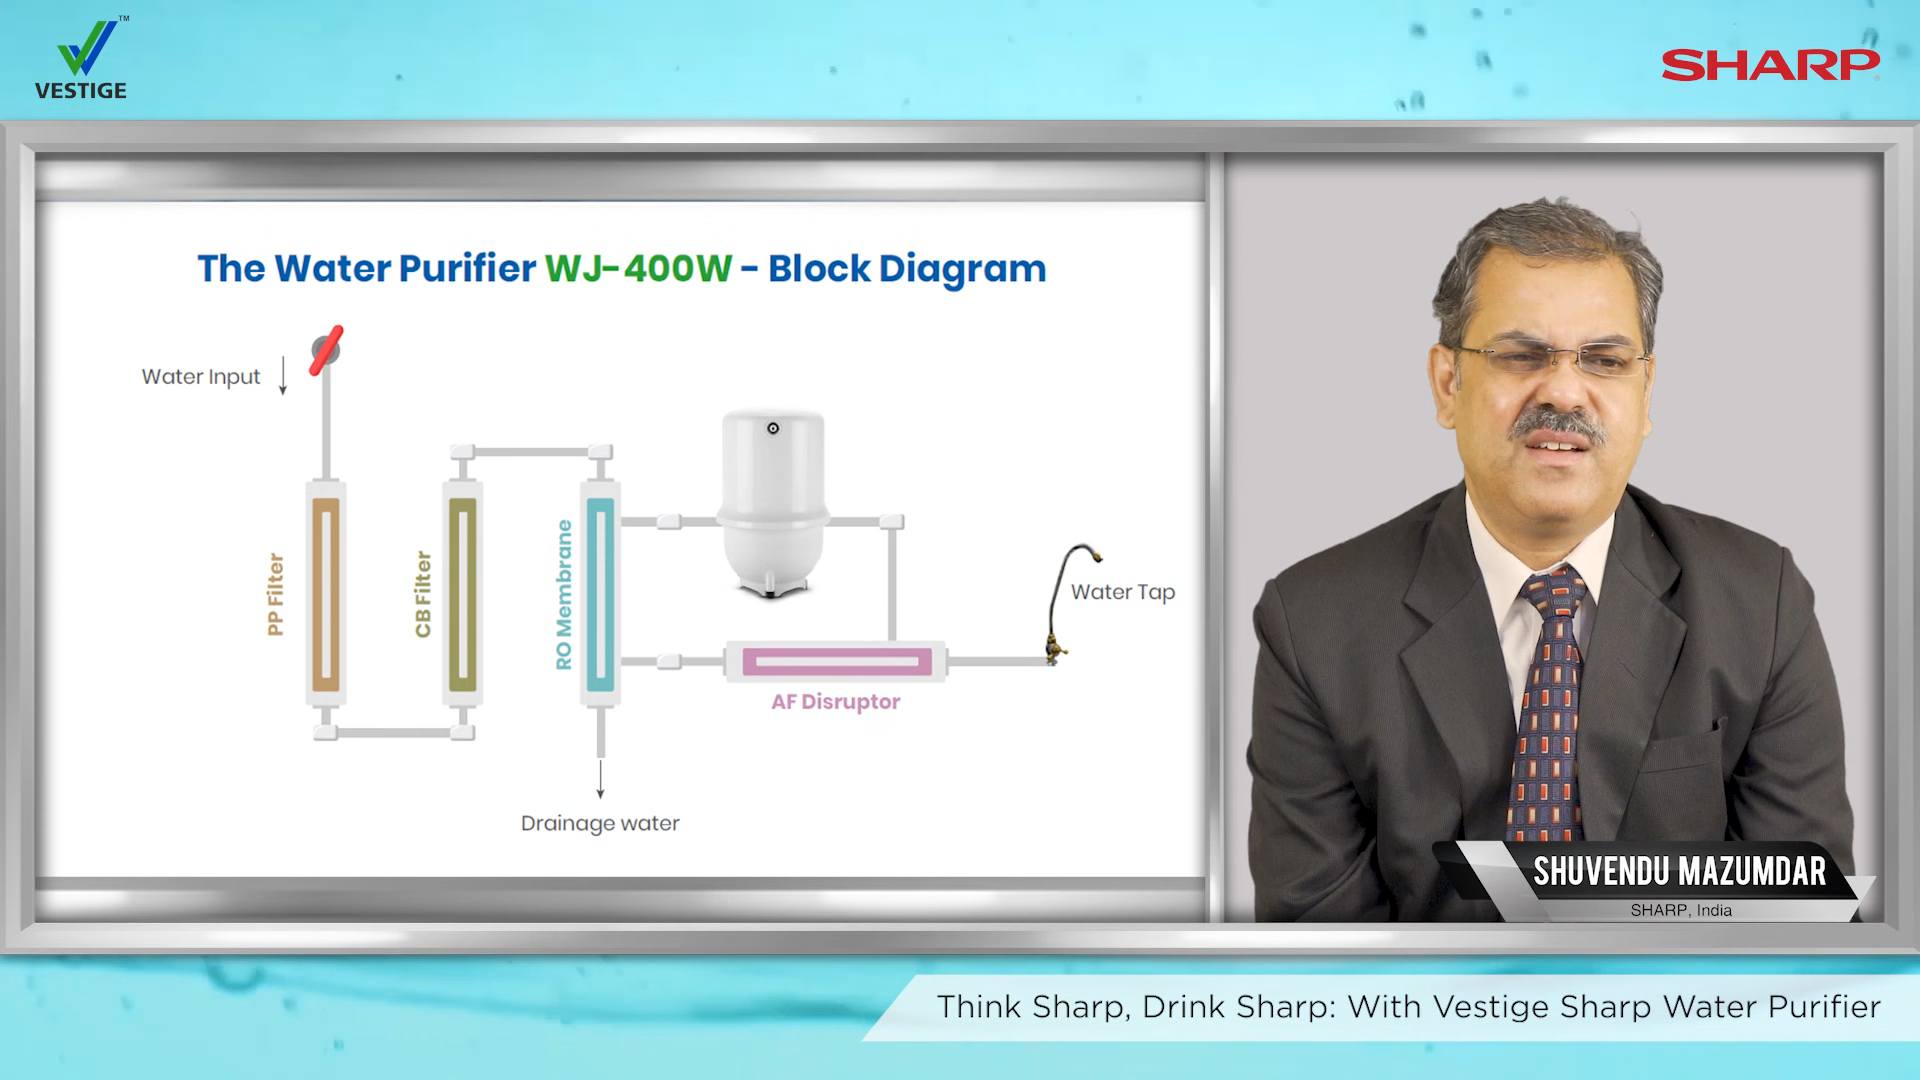 TM
VESTIGE
SHARP
The Water Purifier WJ-400W - Block Diagram
Water Input
PP Filter
CB Filter
RO Membrane
Water Tap
AF Disruptor
Drainage water
SHUVENDU MAZUMDAR
SHARP, India
Think Sharp, Drink Sharp: With Vestige Sharp Water Purifier